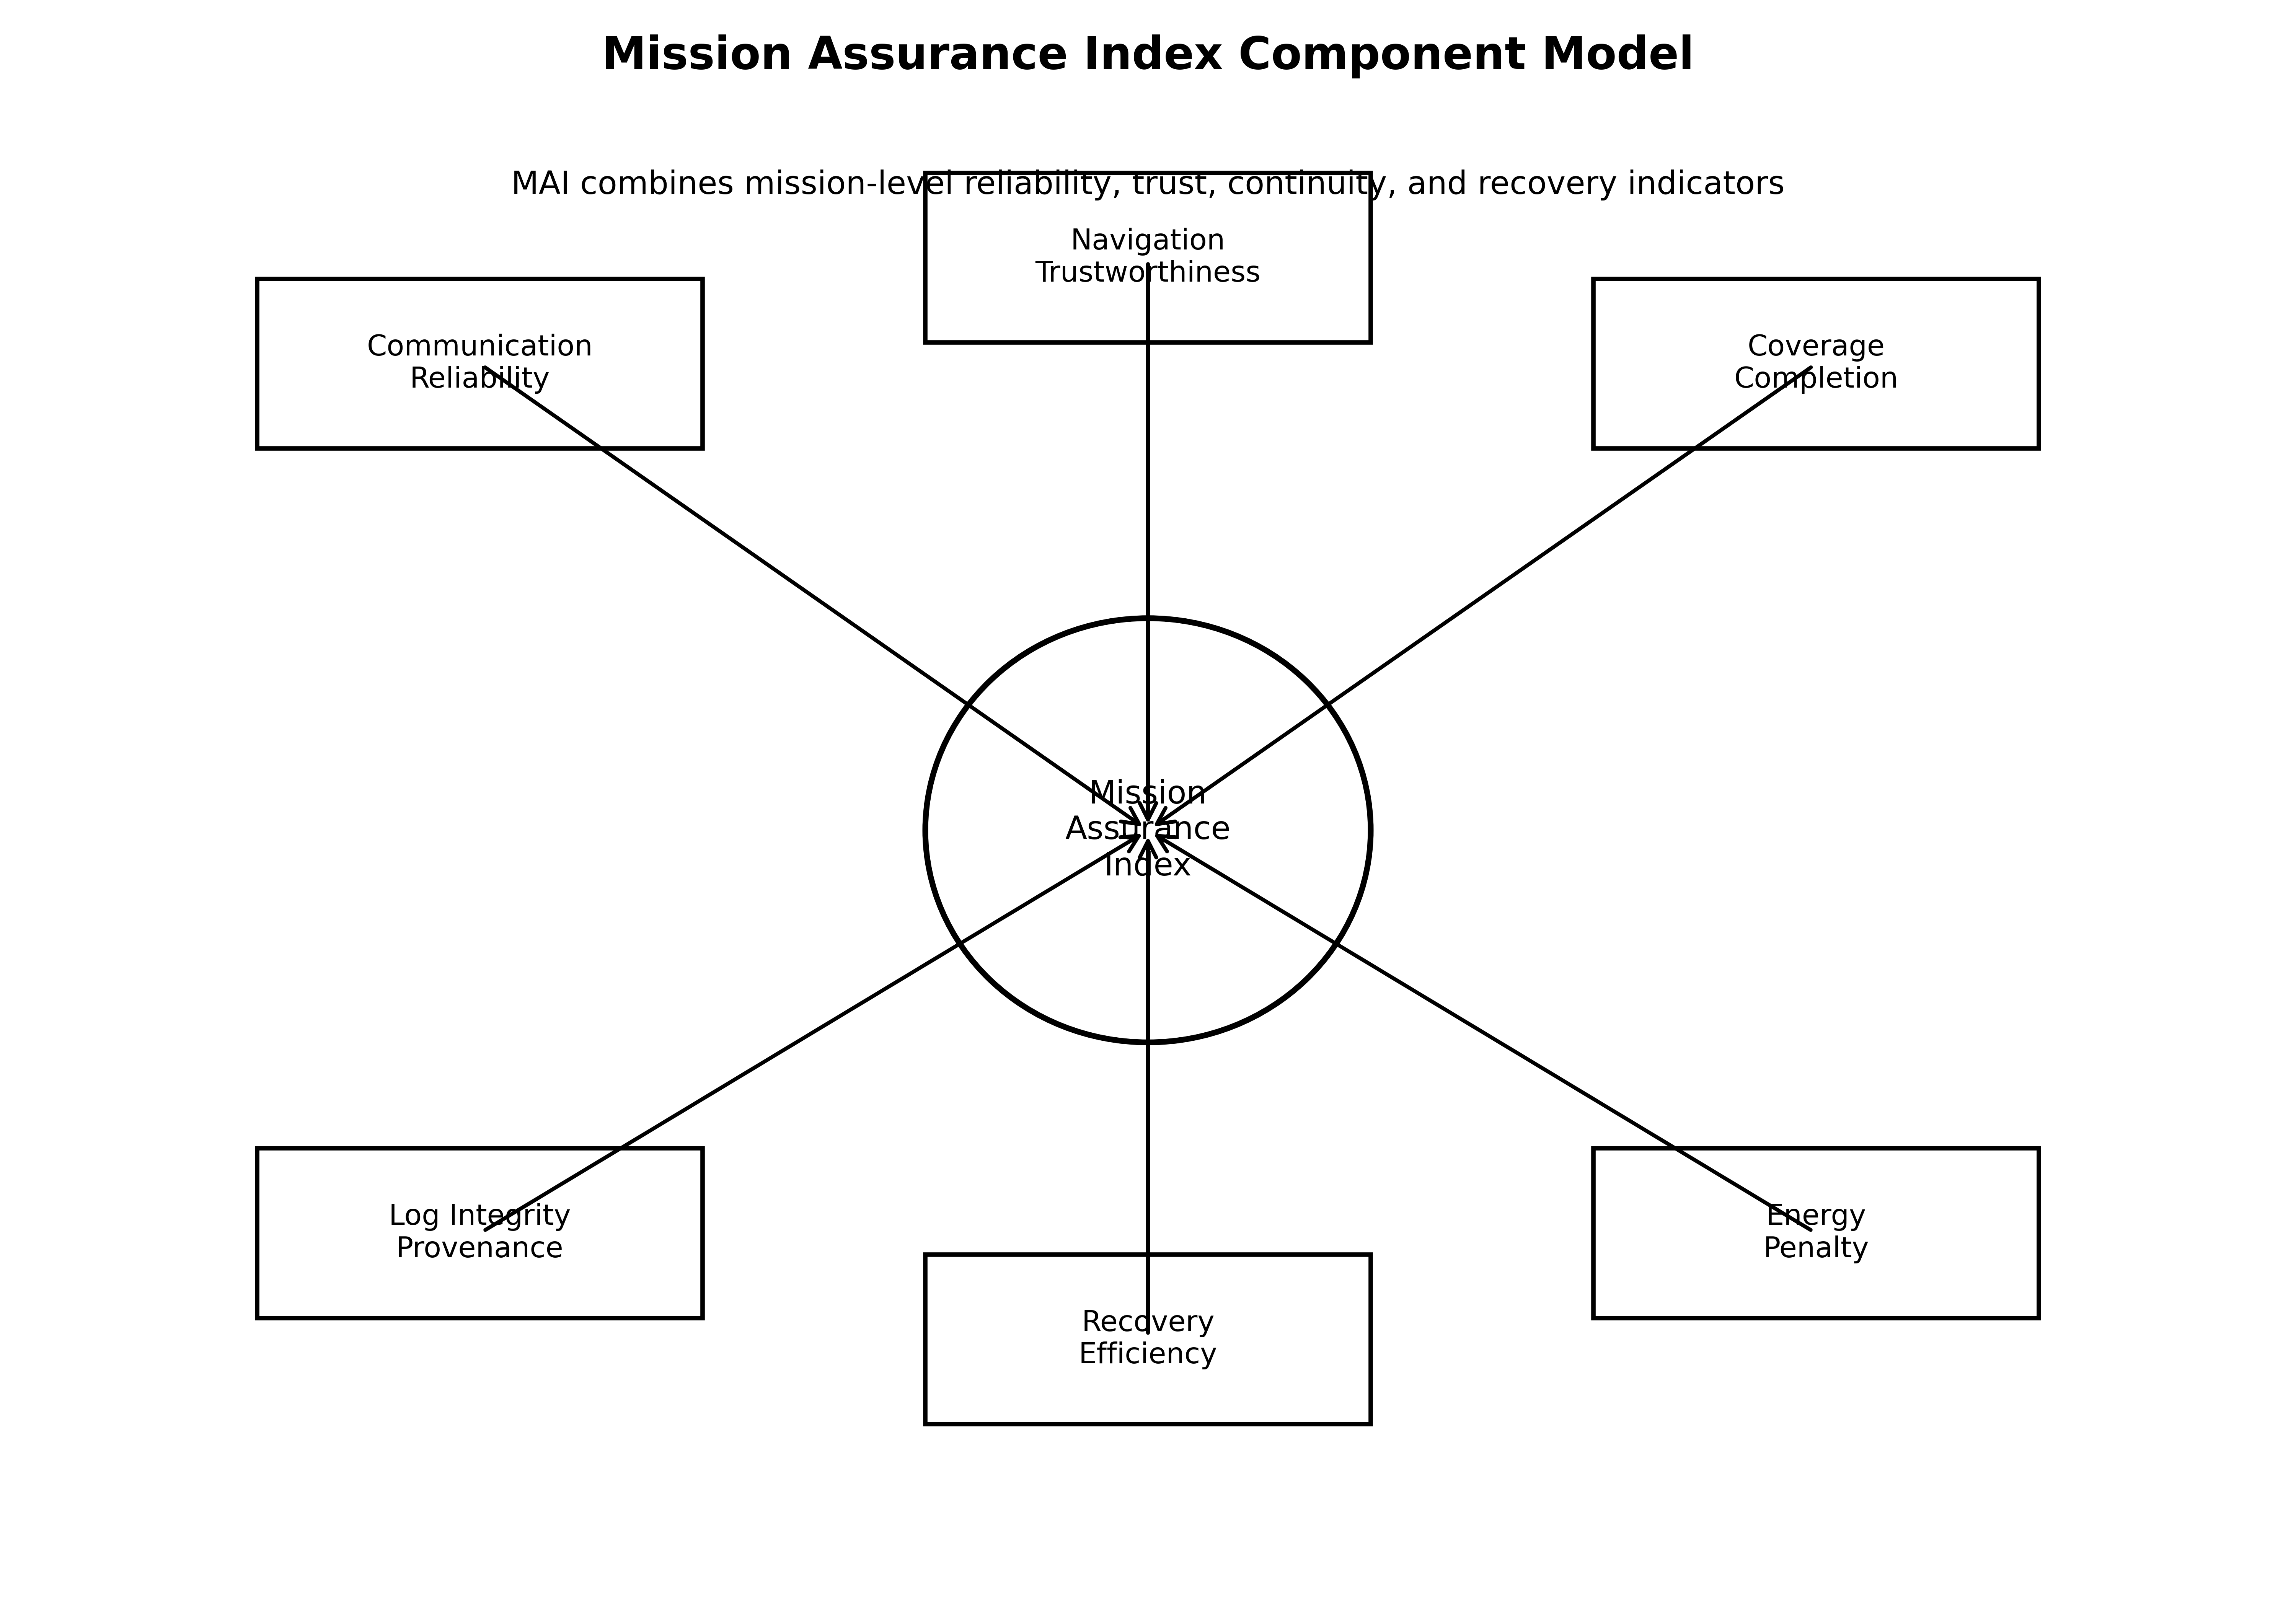 Mission Assurance Index Component Model
MAI combines mission-level reliability, trust, continuity, and recovery indicators
Navigation
Trustworthiness
Communication
Reliability
Coverage
Completion
Mission
Assurance
Index
Log Integrity
Provenance
Energy
Penalty
Recovery
Efficiency